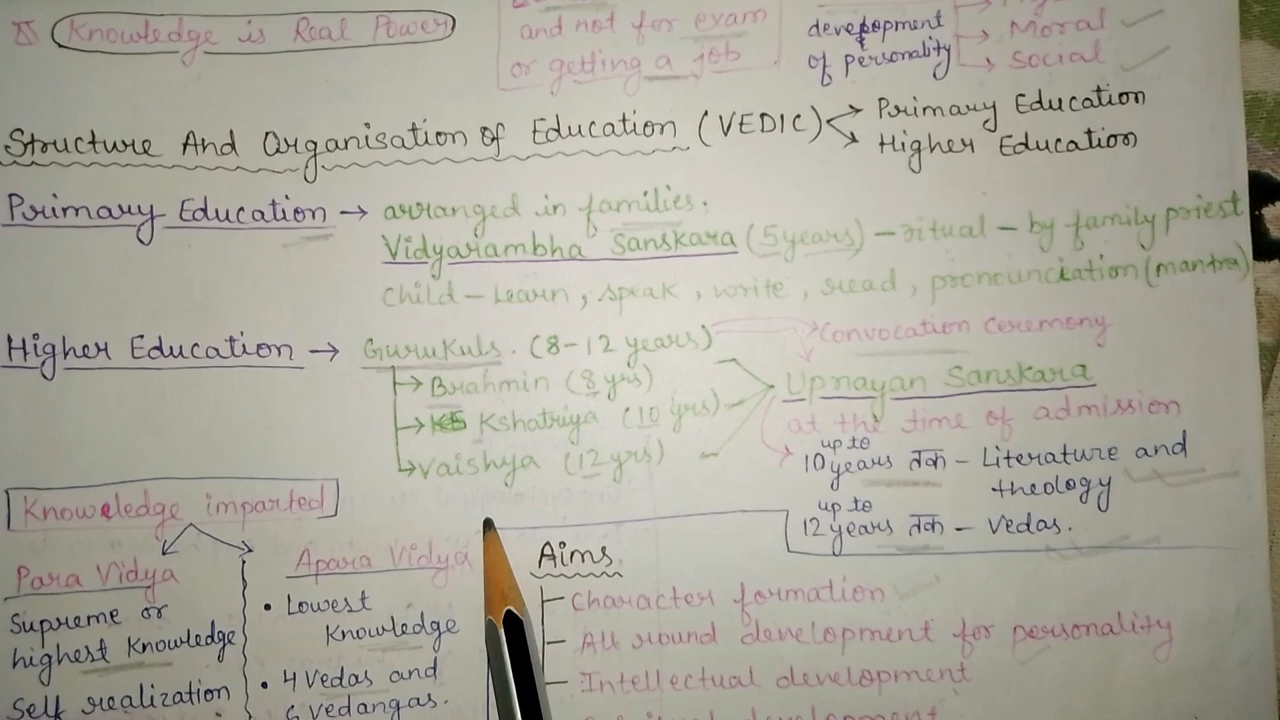 Knowledge is Real Power
and not for exam
or getting a job
development
of personality
Moral
Social
Structure And Organisation of Education (VEDIC)
Primary Education
Higher Education
Primary Education → arranged in families.
Vidyarambha Sanskara (5 years) – ritual – by family priest
child – learn, speak, write, read, pronounciation (mantra)
Higher Education → Gurukuls. (8-12 years)
Convocation Ceremony
Brahmin (8 yrs)
Kshatriya (10 yrs)
Vaishya (12 yrs)
Upnayan Sanskara
at the time of admission
up to
10 years तक – Literature and
theology
up to
12 years तक – Vedas.
Knowledge imparted
Para Vidya
Supreme or
highest Knowledge
Self realization
Apara Vidya
• Lowest
Knowledge
• 4 Vedas and
6 vedangas.
Aims
Character formation
All round development for personality
Intellectual development
development